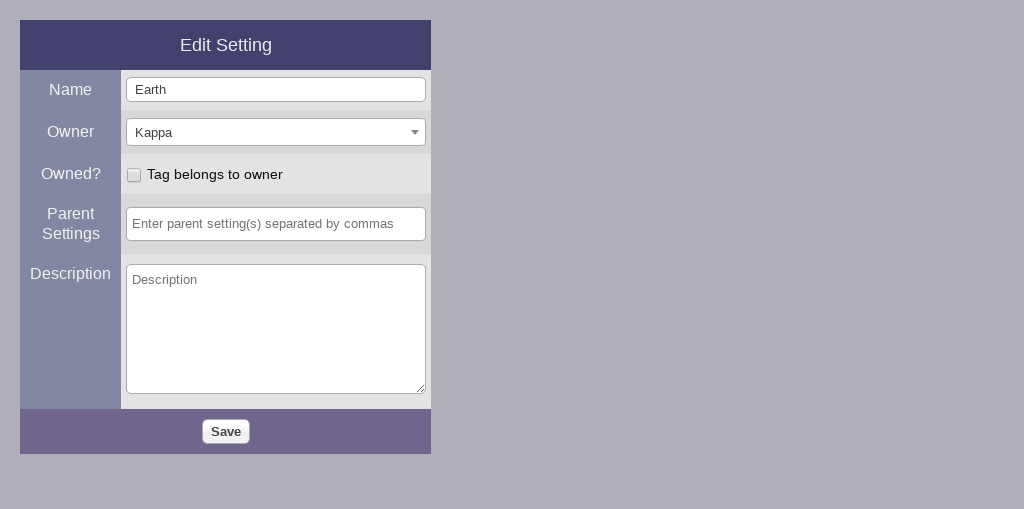 Edit Setting
Name
Earth
Owner
Kappa
Owned?
Tag belongs to owner
Parent
Settings
Enter parent setting(s) separated by commas
Description
Description
Save